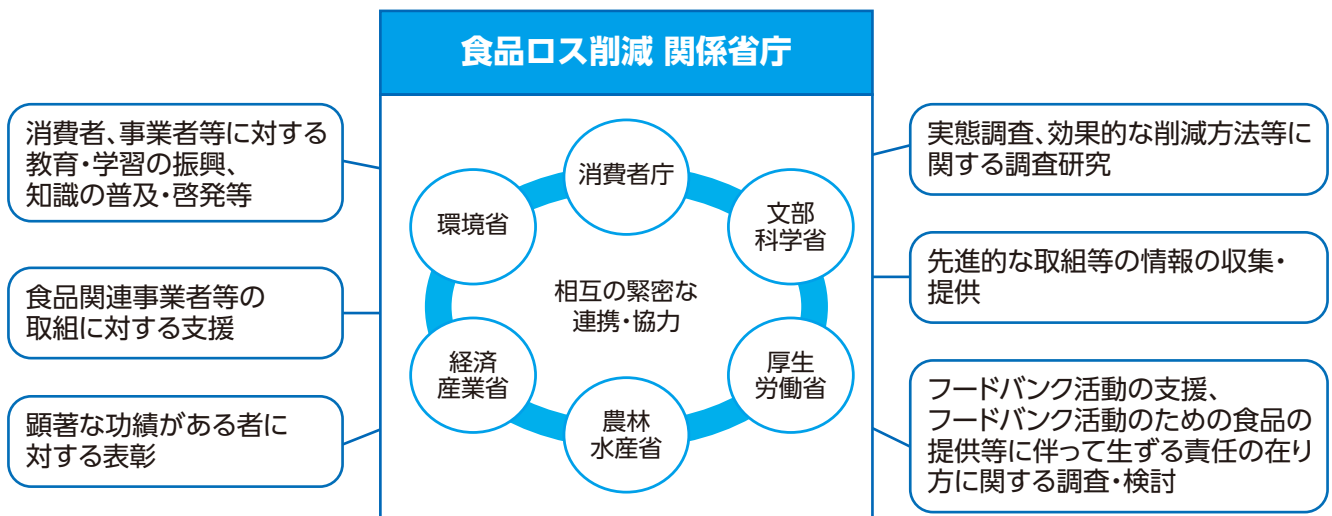 食品ロス削減 関係省庁
消費者、事業者等に対する
教育・学習の振興、
知識の普及・啓発等
食品関連事業者等の
取組に対する支援
顕著な功績がある者に
対する表彰
消費者庁
環境省
文部
科学省
相互の緊密な
連携・協力
経済
産業省
厚生
労働省
農林
水産省
実態調査、効果的な削減方法等に
関する調査研究
先進的な取組等の情報の収集・
提供
フードバンク活動の支援、
フードバンク活動のための食品の
提供等に伴って生ずる責任の在り
方に関する調査・検討